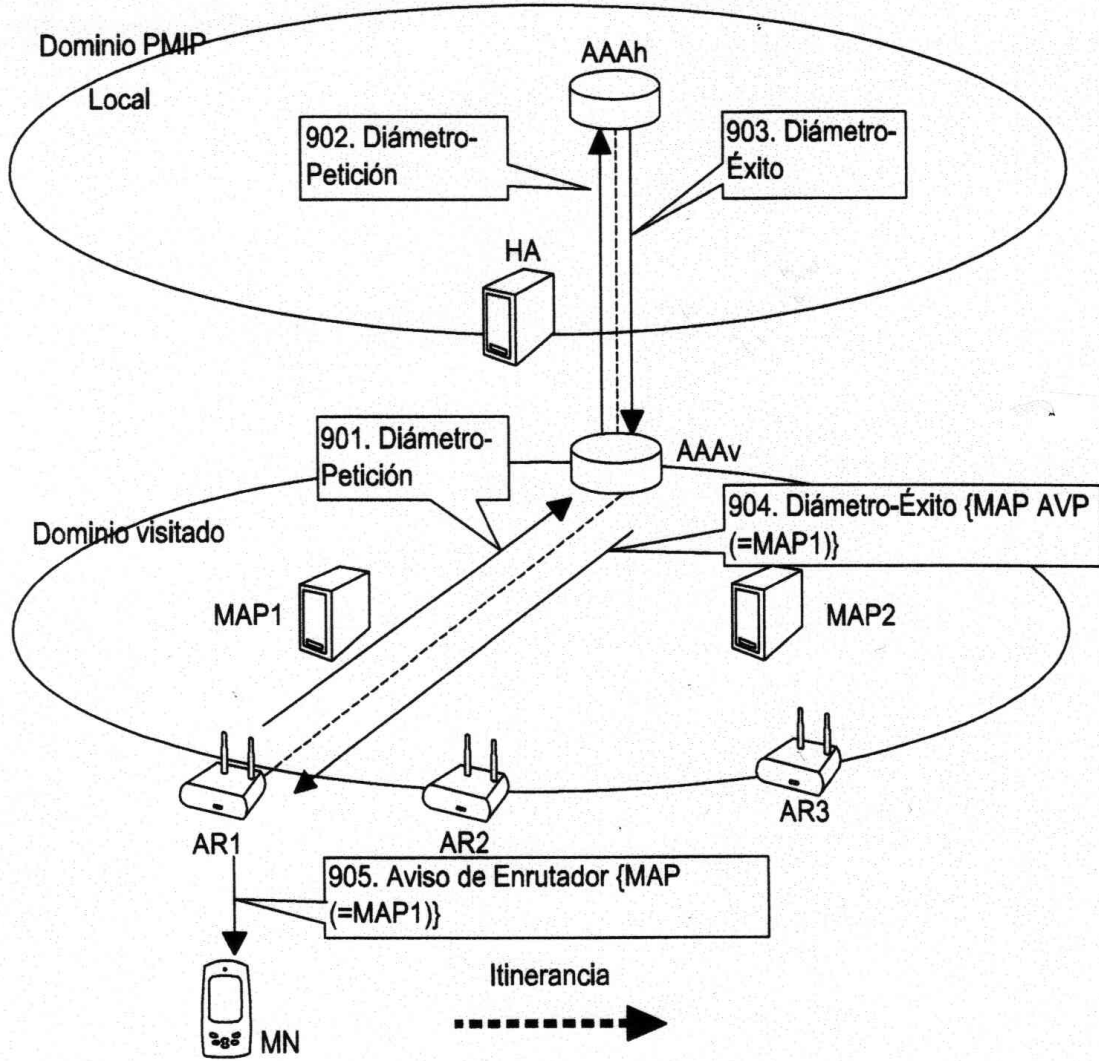 Dominio PMIP
Local
AAAh
902. Diámetro-
Petición
903. Diámetro-
Éxito
HA
901. Diámetro-
Petición
AAAv
904. Diámetro-Éxito {MAP AVP
(=MAP1)}
Dominio visitado
MAP1
MAP2
AR1
AR2
AR3
905. Aviso de Enrutador {MAP
(=MAP1)}
Itinerancia
MN